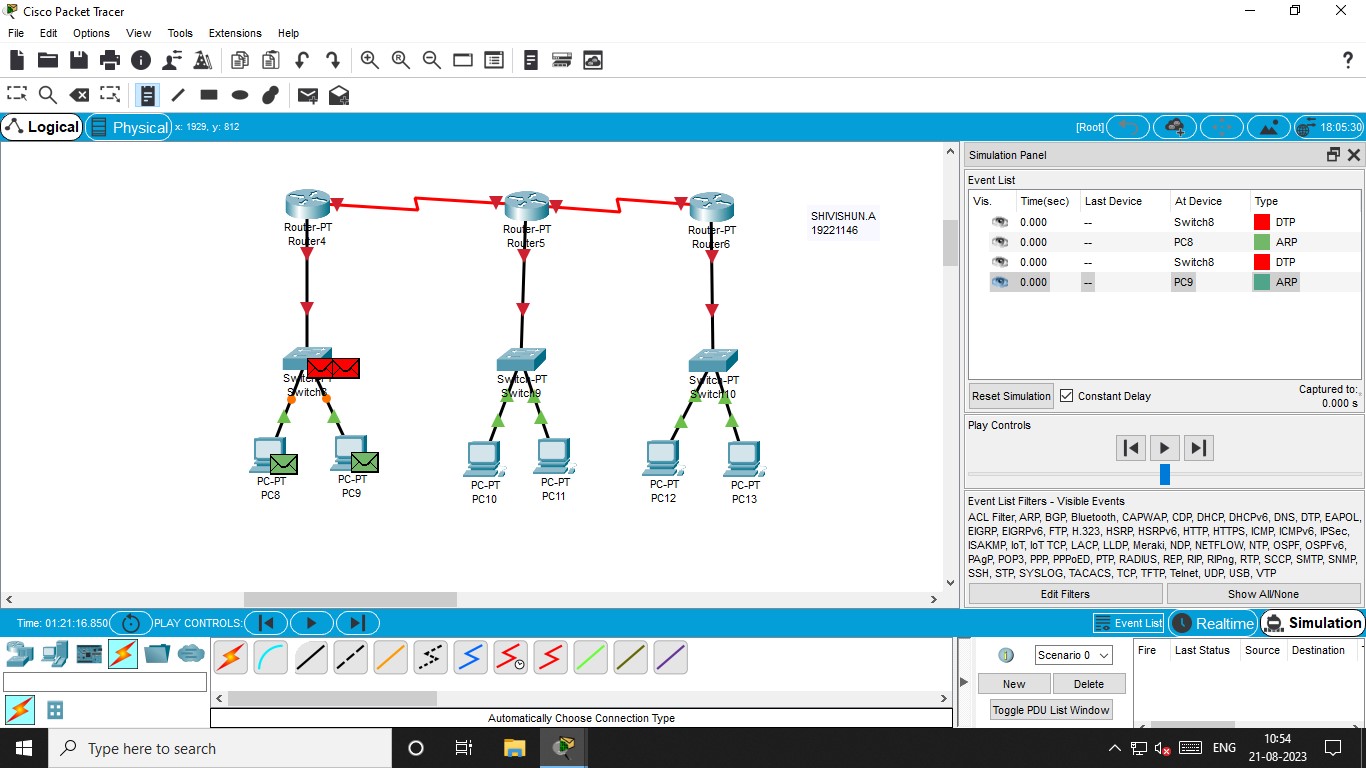 Cisco Packet Tracer
File Edit Options View Tools Extensions Help
Logical
Physical
x: 1929, y: 812
[Root]
18:05:30
Router-PT
Router4
Router-PT
Router5
Router-PT
Router6
SHIVISHUN.A
19221146
Switch-PT
Switch8
Switch-PT
Switch9
Switch-PT
Switch10
PC-PT
PC8
PC-PT
PC9
PC-PT
PC10
PC-PT
PC11
PC-PT
PC12
PC-PT
PC13
Simulation Panel
Event List
Vis. Time(sec) Last Device At Device Type
0.000 -- Switch8 DTP
0.000 -- PC8 ARP
0.000 -- Switch8 DTP
0.000 -- PC9 ARP
Reset Simulation
Constant Delay
Captured to:
0.000 s
Play Controls
Event List Filters - Visible Events
ACL Filter, ARP, BGP, Bluetooth, CAPWAP, CDP, DHCP, DHCPv6, DNS, DTP, EAPOL,
EIGRP, EIGRPv6, FTP, H.323, HSRP, HSRPv6, HTTP, HTTPS, ICMP, ICMPv6, IPSec,
ISAKMP, IoT, IoT TCP, LACP, LLDP, Meraki, NDP, NETFLOW, NTP, OSPF, OSPFv6,
PAgP, POP3, PPP, PPPoED, PTP, RADIUS, REP, RIP, RIPng, RTP, SCCP, SMTP, SNMP,
SSH, STP, SYSLOG, TACACS, TCP, TFTP, Telnet, UDP, USB, VTP
Edit Filters
Show All/None
Time: 01:21:16.850
PLAY CONTROLS:
Event List
Realtime
Simulation
Scenario 0
New
Delete
Toggle PDU List Window
Fire Last Status Source Destination
Automatically Choose Connection Type
Type here to search
ENG
10:54
21-08-2023